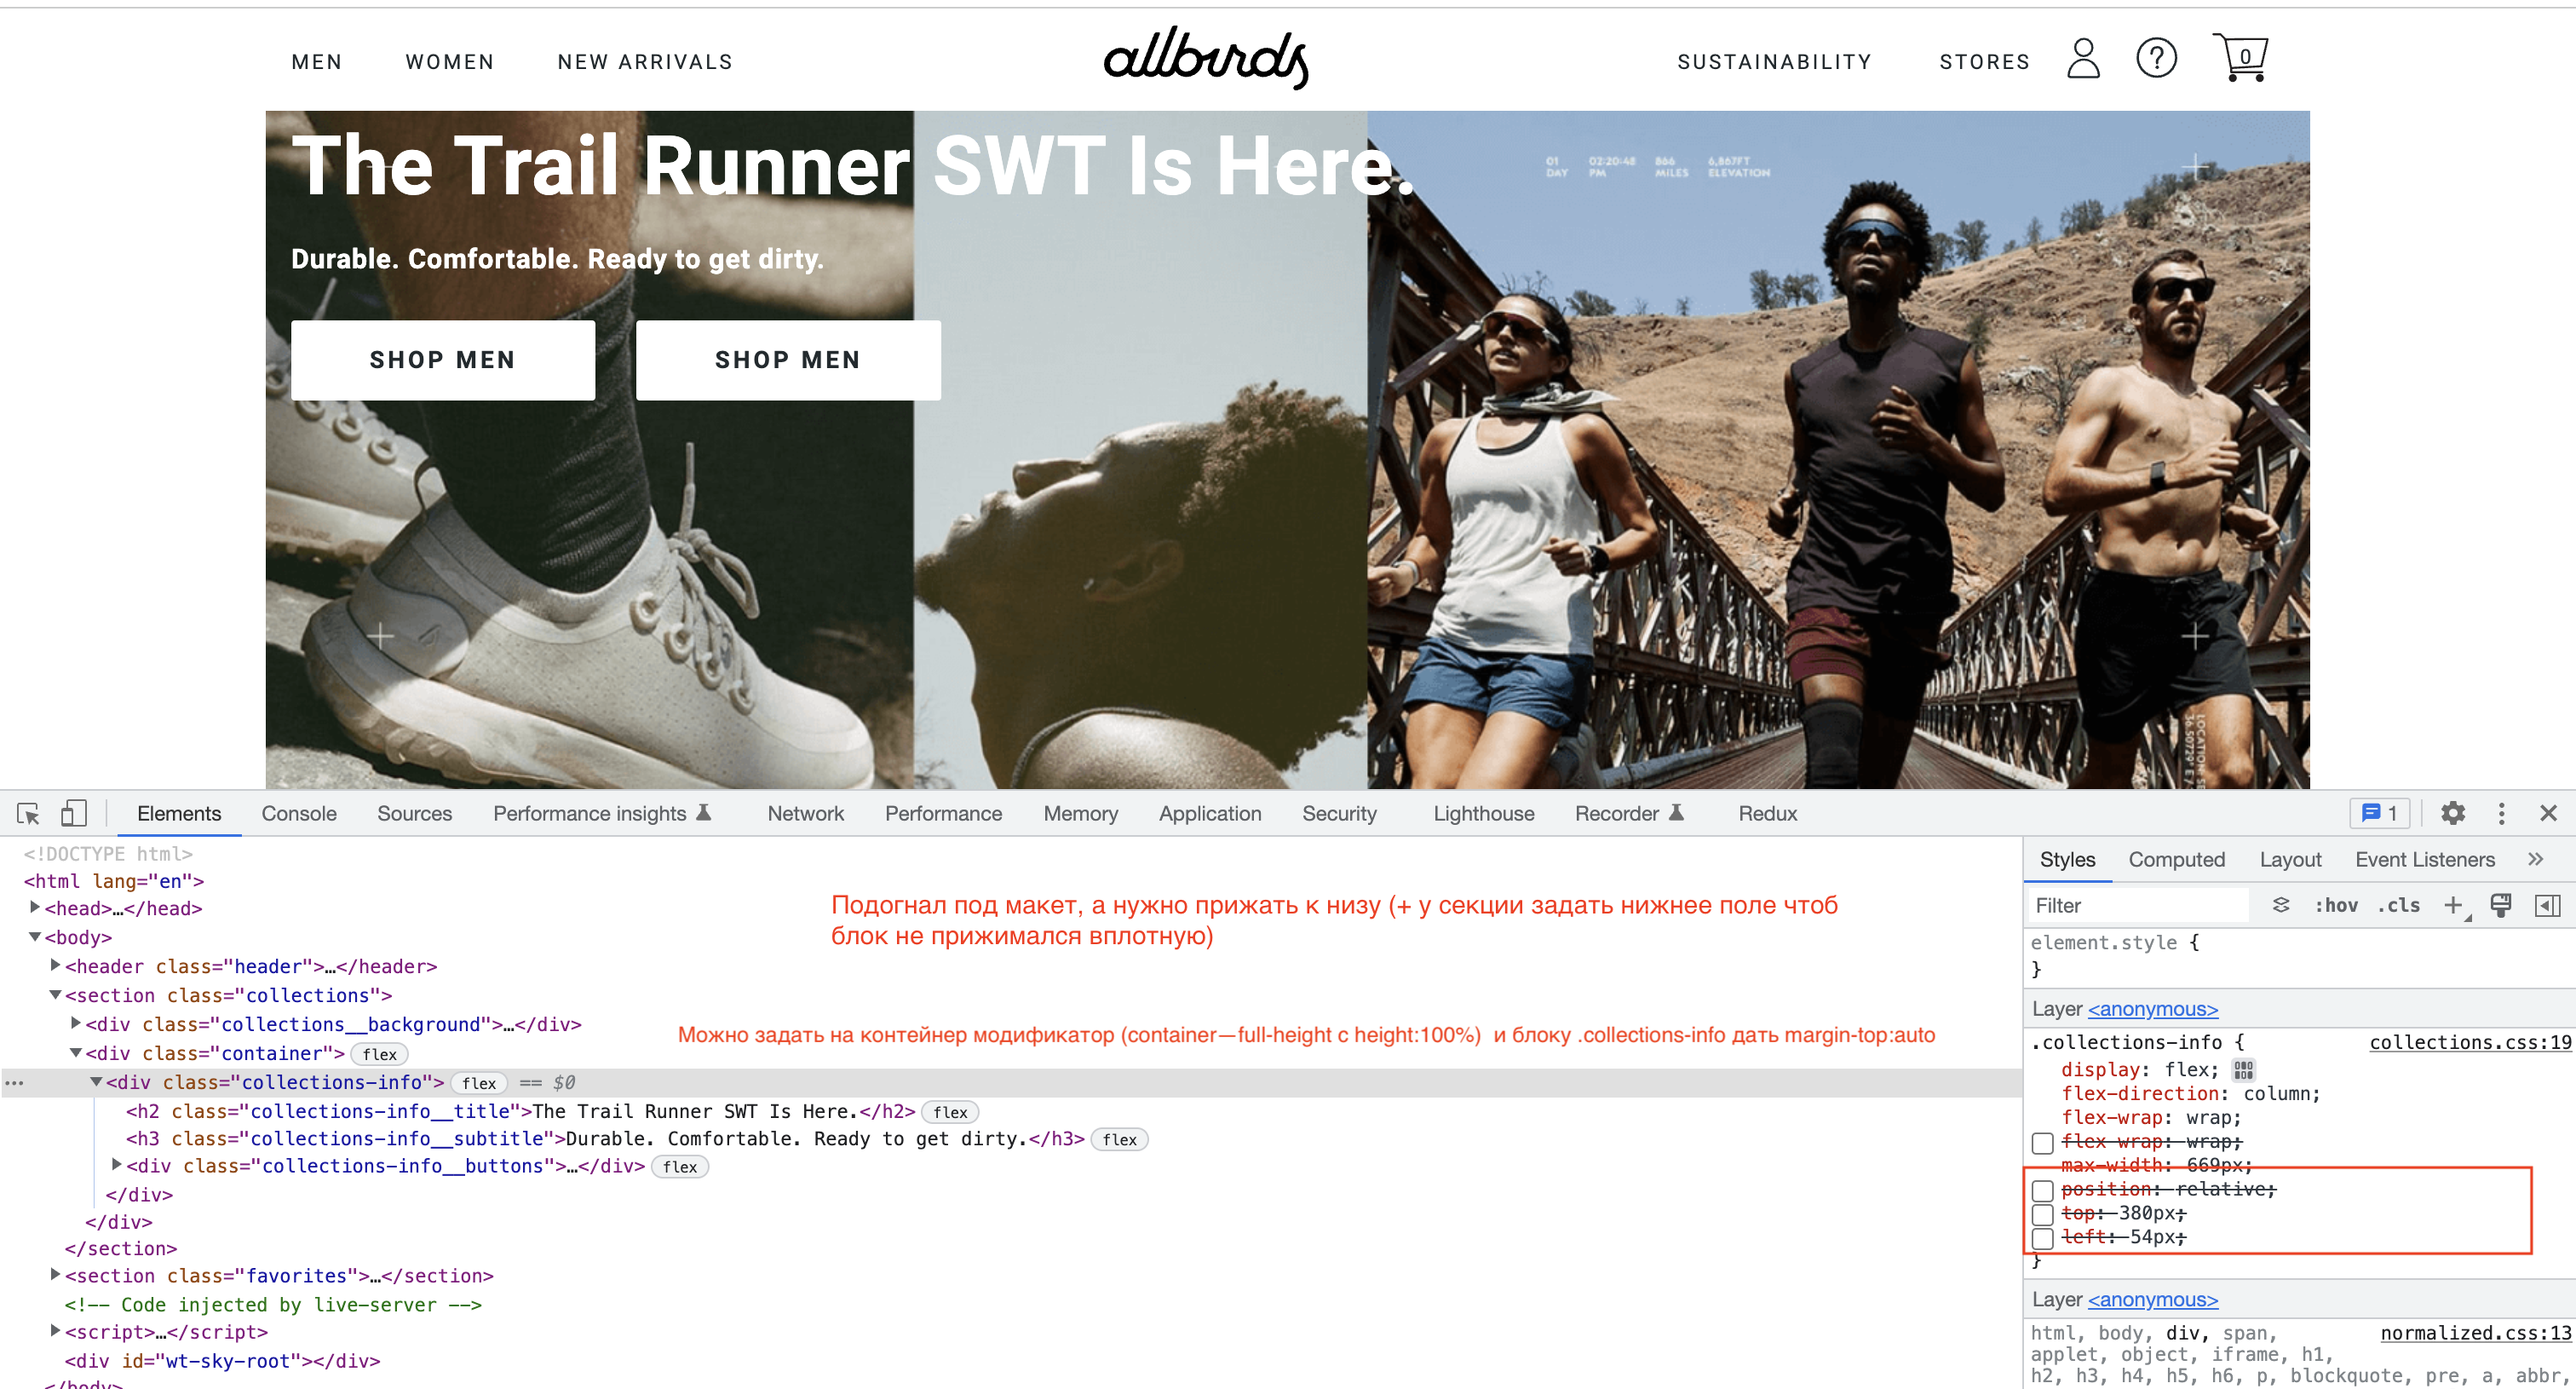 MEN WOMEN NEW ARRIVALS allbirds SUSTAINABILITY STORES ? 0
The Trail Runner SWT Is Here.
01 02:20:48 866 6,867FT
DAY PM MILES ELEVATION
Durable. Comfortable. Ready to get dirty.
SHOP MEN SHOP MEN
Elements Console Sources Performance insights Network Performance Memory Application Security Lighthouse Recorder Redux 1
<!DOCTYPE html>
<html lang="en">
<head>…</head>
<body>
<header class="header">…</header>
<section class="collections">
<div class="collections__background">…</div>
<div class="container"> flex
<div class="collections-info"> flex == $0
<h2 class="collections-info__title">The Trail Runner SWT Is Here.</h2> flex
<h3 class="collections-info__subtitle">Durable. Comfortable. Ready to get dirty.</h3> flex
<div class="collections-info__buttons">…</div> flex
</div>
</div>
</section>
<section class="favorites">…</section>
<!-- Code injected by live-server -->
<script>…</script>
<div id="wt-sky-root"></div>
</body>
Подогнал под макет, а нужно прижать к низу (+ у секции задать нижнее поле чтоб
блок не прижимался вплотную)
Можно задать на контейнер модификатор (container—full-height с height:100%) и блоку .collections-info дать margin-top:auto
Styles Computed Layout Event Listeners »
Filter :hov .cls +
element.style {
}
Layer <anonymous>
.collections-info { collections.css:19
display: flex;
flex-direction: column;
flex-wrap: wrap;
flex-wrap: wrap;
max-width: 669px;
position: relative;
top: 380px;
left: 54px;
}
Layer <anonymous>
html, body, div, span, normalized.css:13
applet, object, iframe, h1,
h2, h3, h4, h5, h6, p, blockquote, pre, a, abbr,